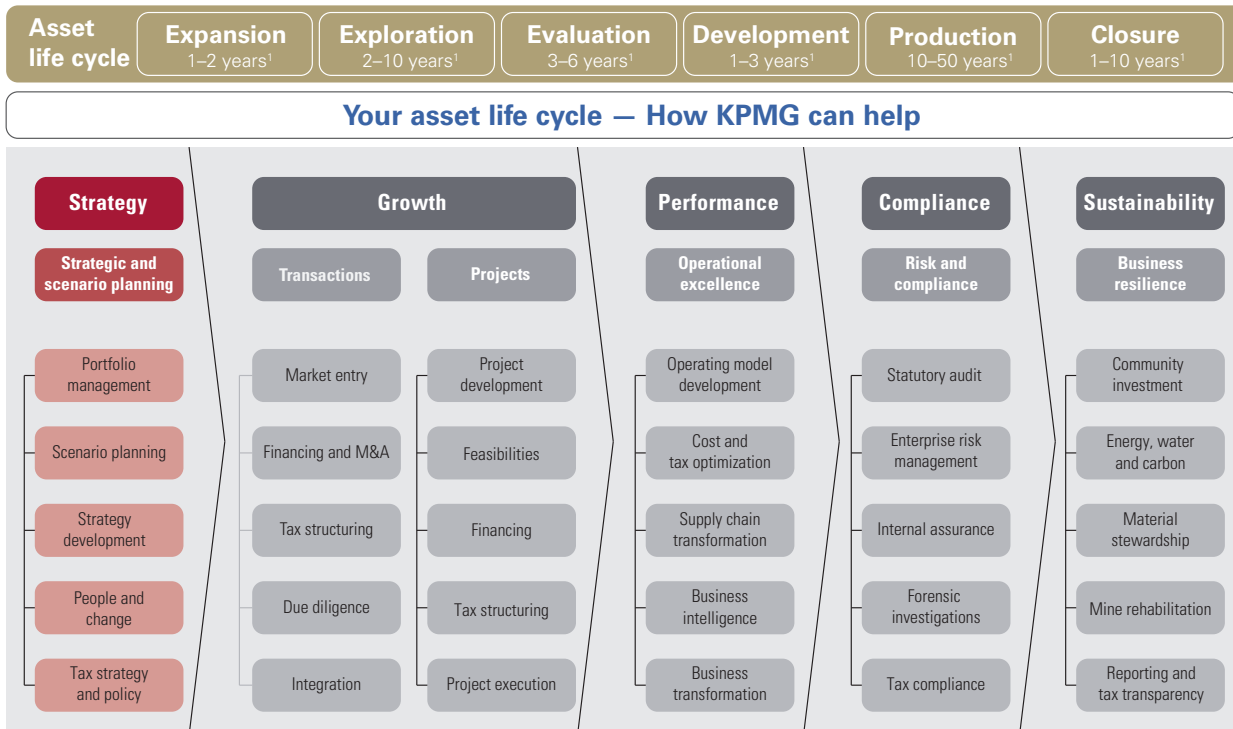 Asset
life cycle
Expansion
1–2 years¹
Exploration
2–10 years¹
Evaluation
3–6 years¹
Development
1–3 years¹
Production
10–50 years¹
Closure
1–10 years¹
Your asset life cycle — How KPMG can help
Strategy
Strategic and
scenario planning
Portfolio
management
Scenario planning
Strategy
development
People and
change
Tax strategy
and policy
Growth
Transactions
Market entry
Financing and M&A
Tax structuring
Due diligence
Integration
Projects
Project
development
Feasibilities
Financing
Tax structuring
Project execution
Performance
Operational
excellence
Operating model
development
Cost and
tax optimization
Supply chain
transformation
Business
intelligence
Business
transformation
Compliance
Risk and
compliance
Statutory audit
Enterprise risk
management
Internal assurance
Forensic
investigations
Tax compliance
Sustainability
Business
resilience
Community
investment
Energy, water
and carbon
Material
stewardship
Mine rehabilitation
Reporting and
tax transparency